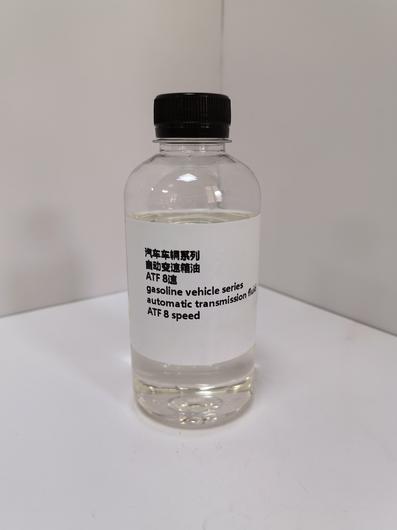 汽车车辆系列
自动变速箱油
ATF 8速
gasoline vehicle series
automatic transmission fluid
ATF 8 speed